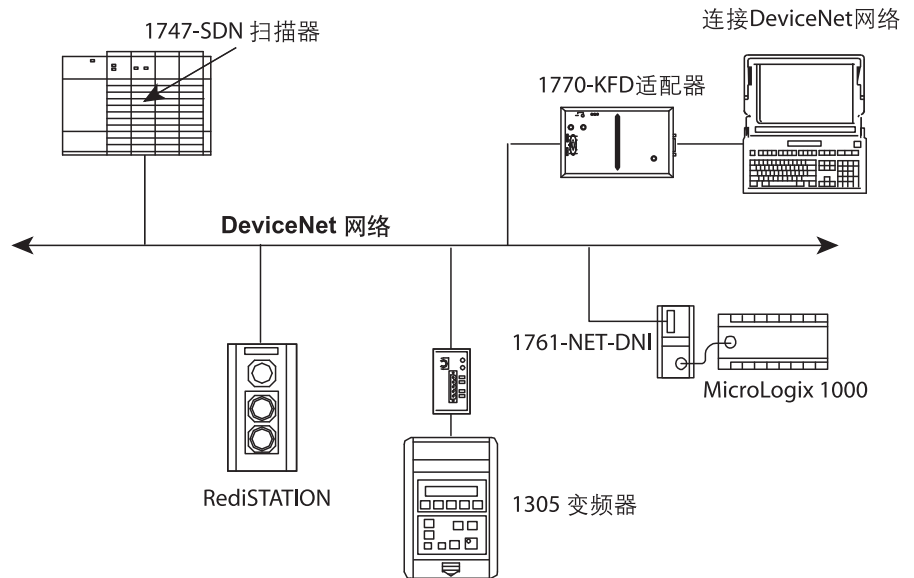 连接DeviceNet网络
1747-SDN 扫描器
1770-KFD适配器
DeviceNet 网络
1761-NET-DNI
MicroLogix 1000
RediSTATION
1305 变频器